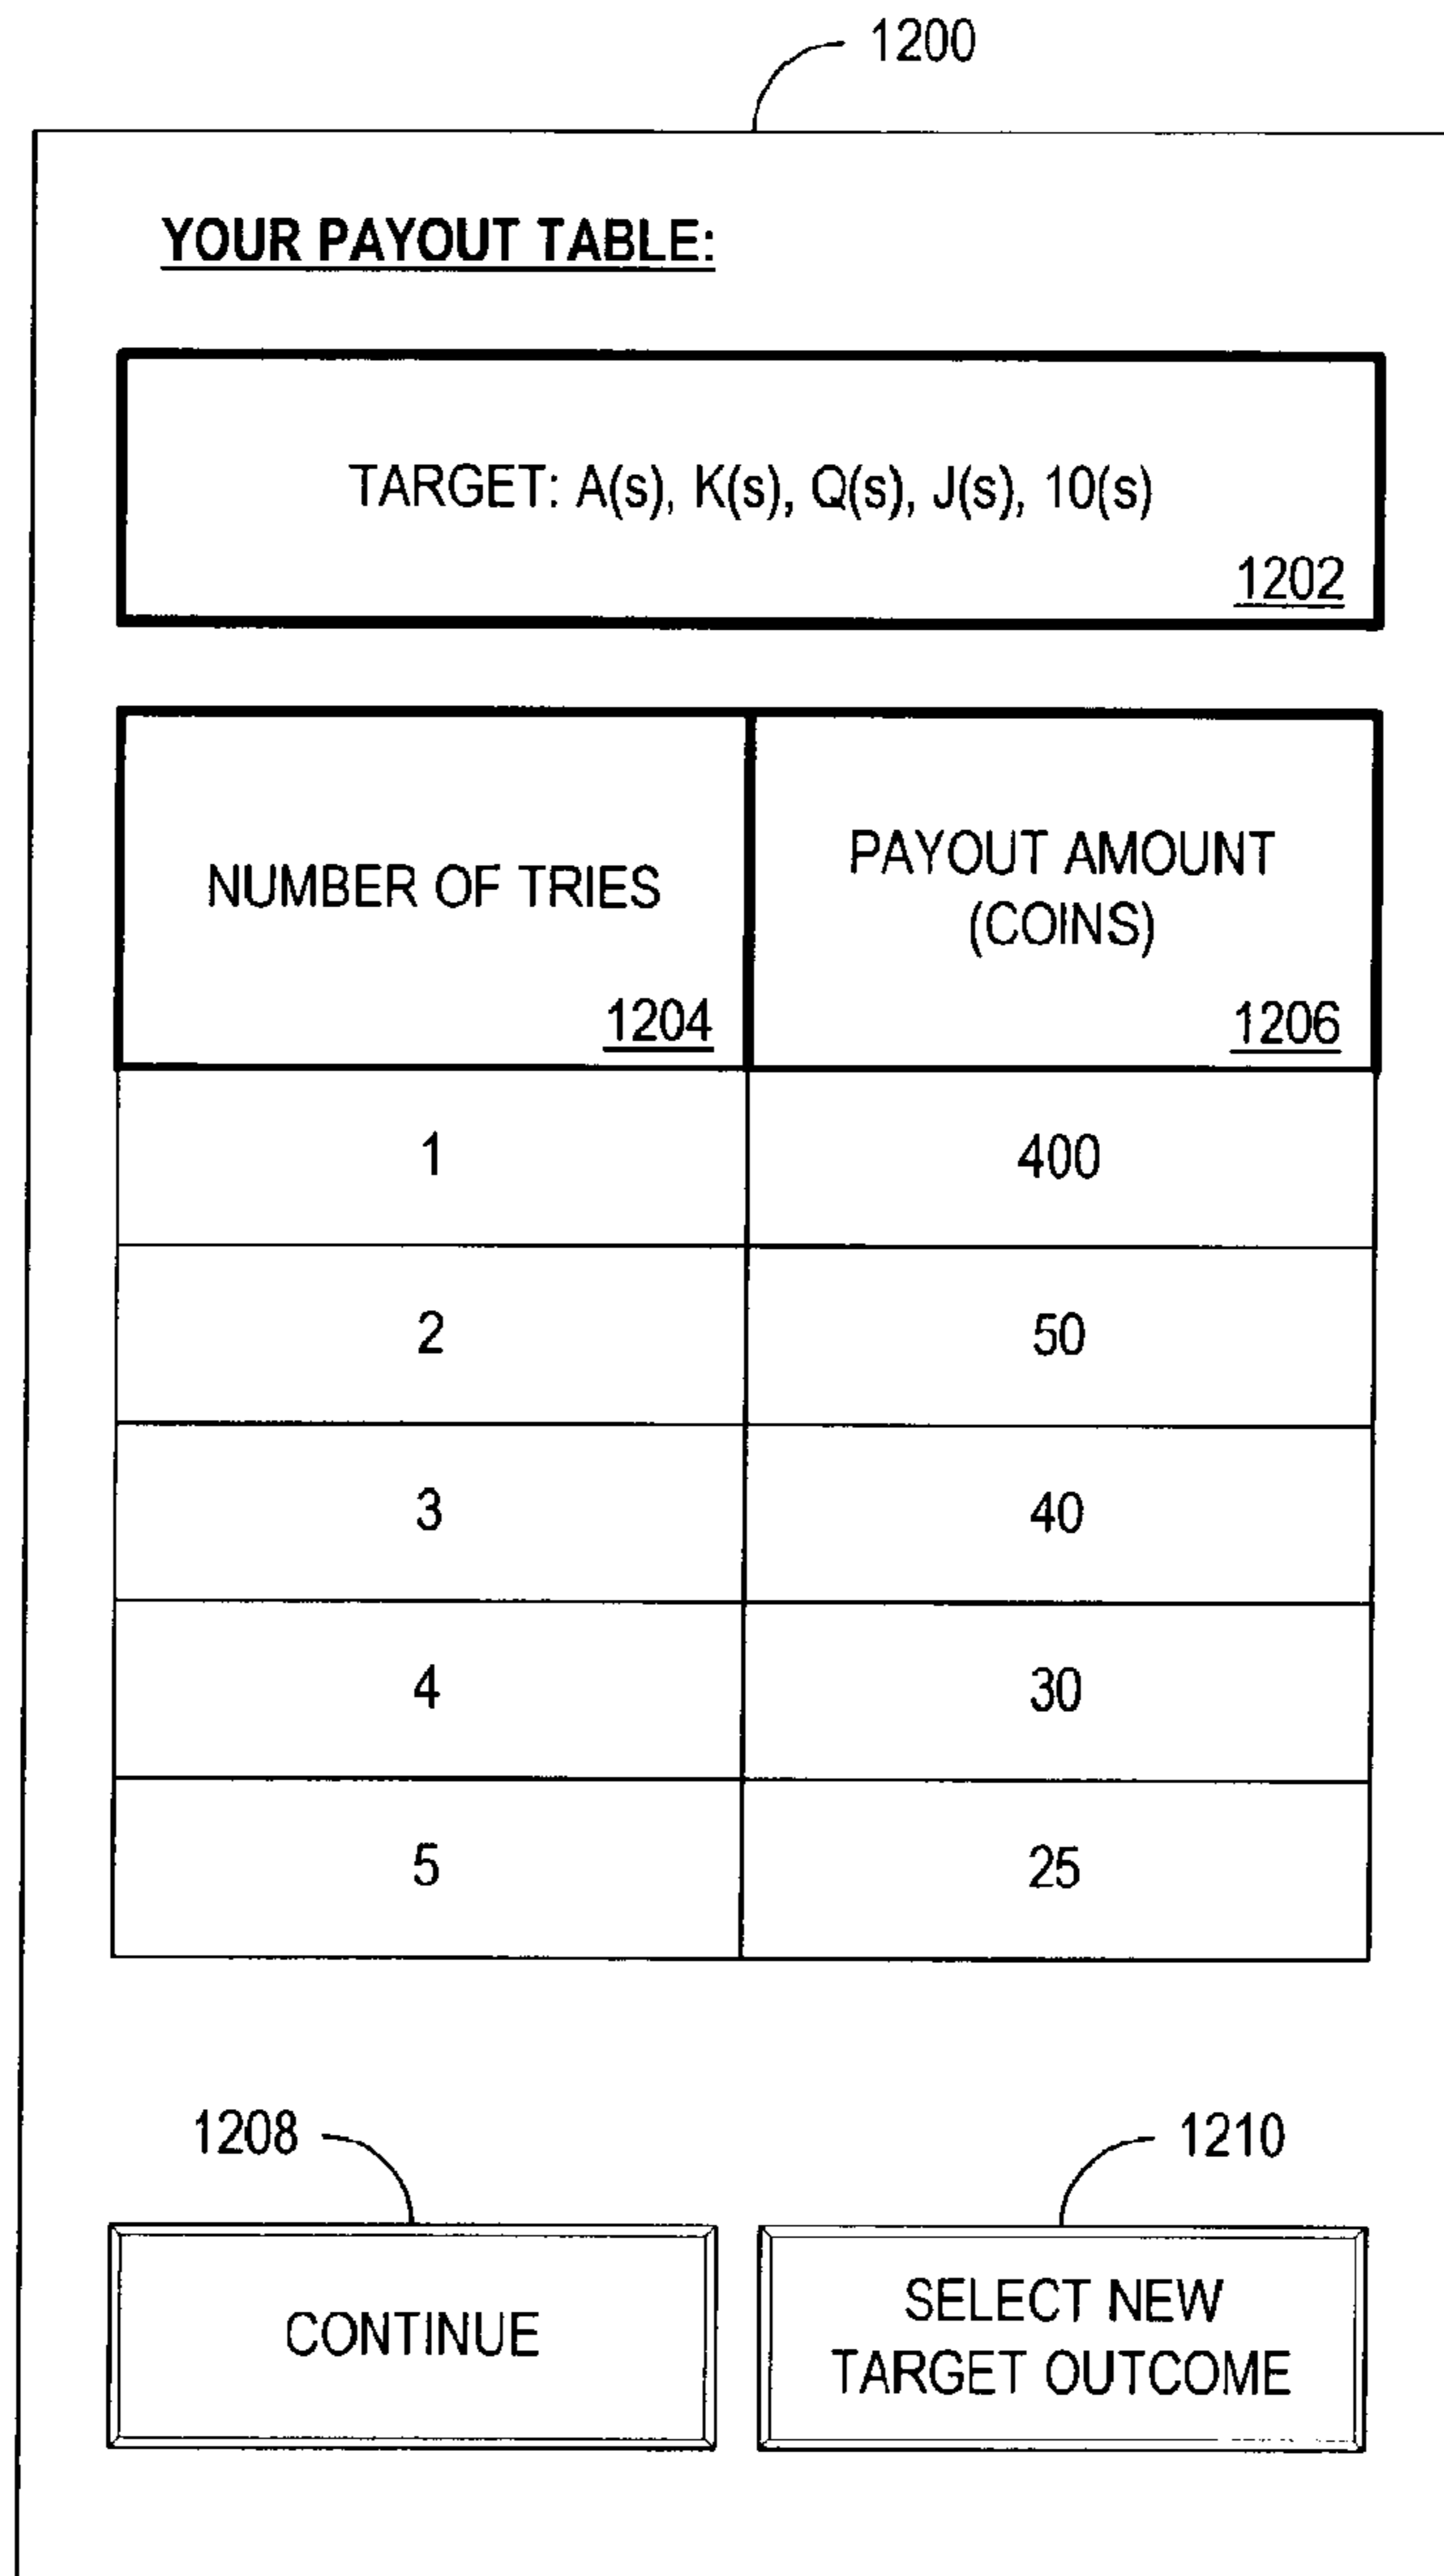 1200
YOUR PAYOUT TABLE:
TARGET: A(s), K(s), Q(s), J(s), 10(s)
1202
NUMBER OF TRIES
1204
PAYOUT AMOUNT
(COINS)
1206
1 400
2 50
3 40
4 30
5 25
1208
1210
CONTINUE
SELECT NEW
TARGET OUTCOME